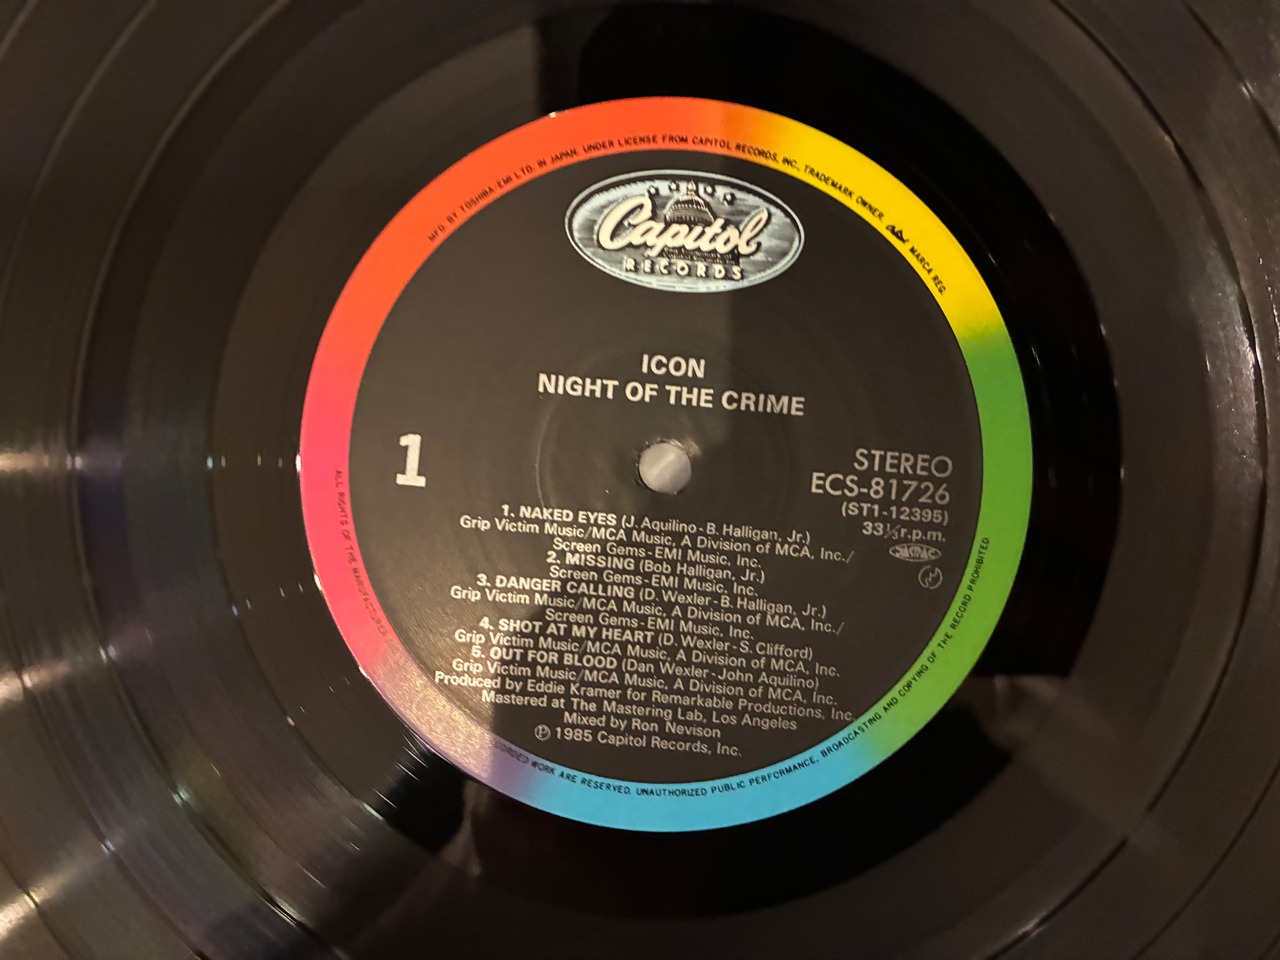 MFD. BY TOSHIBA-EMI LTD. IN JAPAN. UNDER LICENSE FROM CAPITOL RECORDS, INC., TRADEMARK OWNER. Capitol MARCA REG.
Capitol
RECORDS
ICON
NIGHT OF THE CRIME
1
STEREO
ECS-81726
(ST1-12395)
33⅓r.p.m.
JASRAC
1. NAKED EYES (J. Aquilino-B. Halligan, Jr.)
Grip Victim Music/MCA Music, A Division of MCA, Inc./
Screen Gems-EMI Music, Inc.
2. MISSING (Bob Halligan, Jr.)
Screen Gems-EMI Music, Inc.
3. DANGER CALLING (D. Wexler-B. Halligan, Jr.)
Grip Victim Music/MCA Music, A Division of MCA, Inc./
Screen Gems-EMI Music, Inc.
4. SHOT AT MY HEART (D. Wexler-S. Clifford)
Grip Victim Music/MCA Music, A Division of MCA, Inc.
5. OUT FOR BLOOD (Dan Wexler-John Aquilino)
Grip Victim Music/MCA Music, A Division of MCA, Inc.
Produced by Eddie Kramer for Remarkable Productions, Inc.
Mastered at The Mastering Lab, Los Angeles
Mixed by Ron Nevison
℗ 1985 Capitol Records, Inc.
ALL RIGHTS OF THE MANUFACTURER WORK ARE RESERVED. UNAUTHORIZED PUBLIC PERFORMANCE, BROADCASTING AND COPYING OF THE RECORD PROHIBITED.